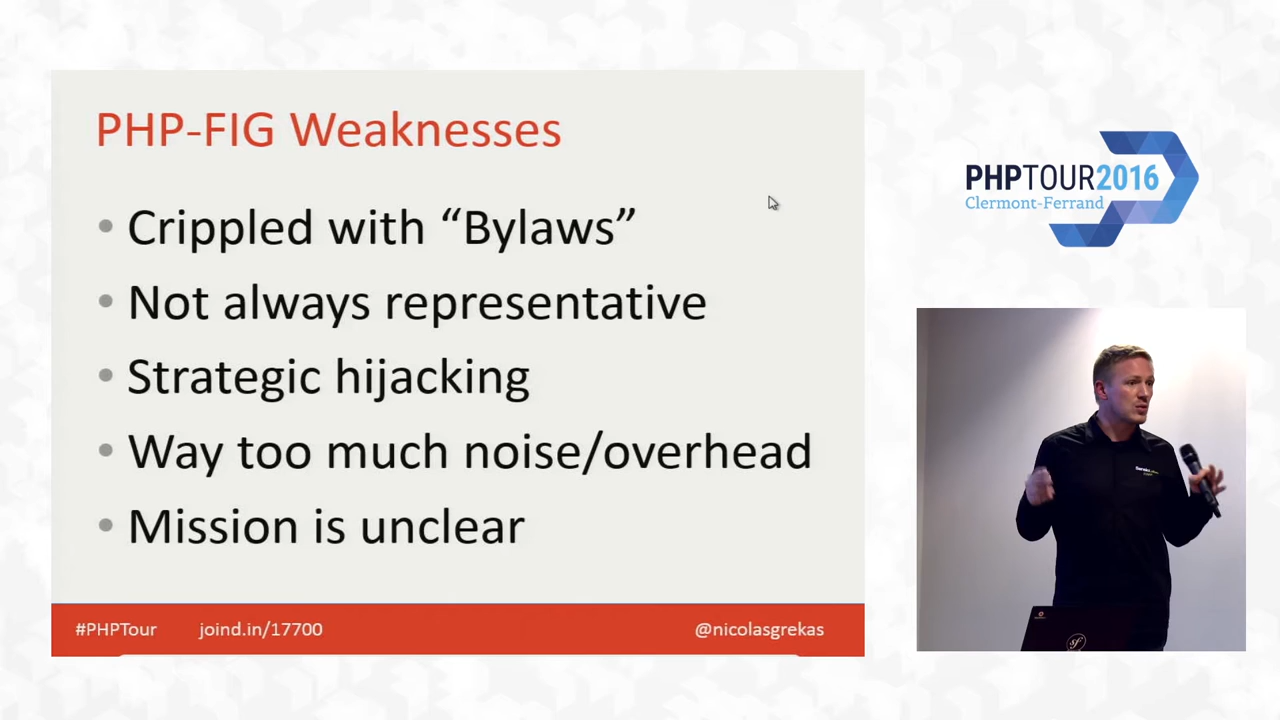 PHP-FIG Weaknesses
• Crippled with “Bylaws”
• Not always representative
• Strategic hijacking
• Way too much noise/overhead
• Mission is unclear
#PHPTour joind.in/17700 @nicolasgrekas
PHPTOUR2016
Clermont-Ferrand
sf